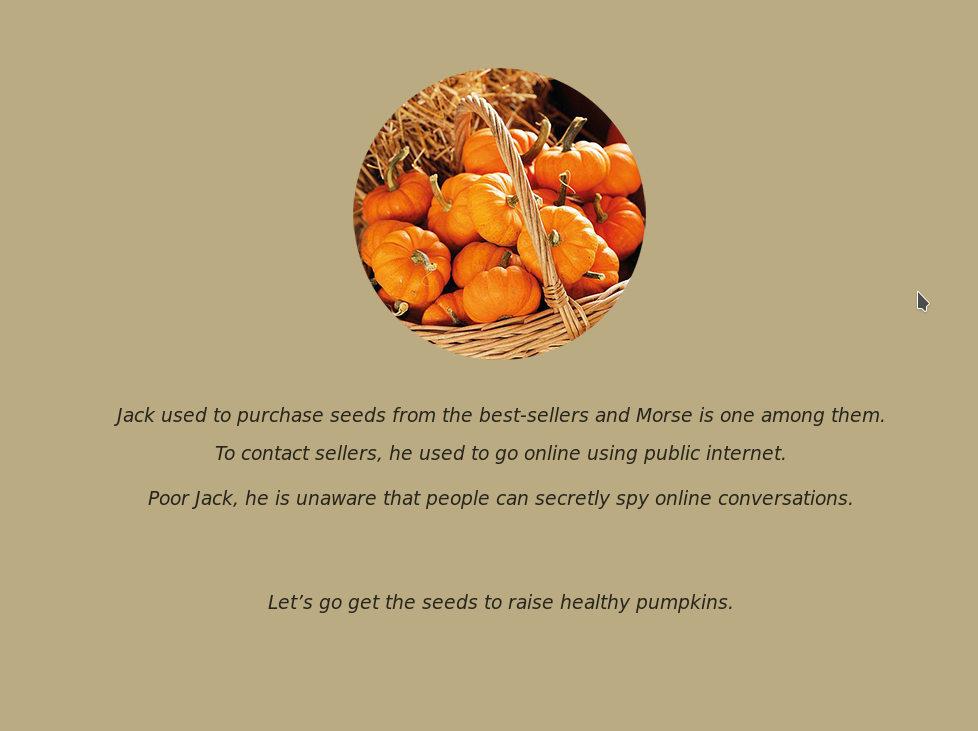 Jack used to purchase seeds from the best-sellers and Morse is one among them.
To contact sellers, he used to go online using public internet.
Poor Jack, he is unaware that people can secretly spy online conversations.
Let’s go get the seeds to raise healthy pumpkins.